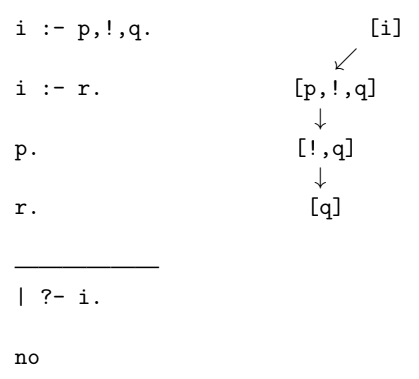 i :- p,!,q. [i]
i :- r. [p,!,q]
p. [!,q]
r. [q]
| ?- i.
no